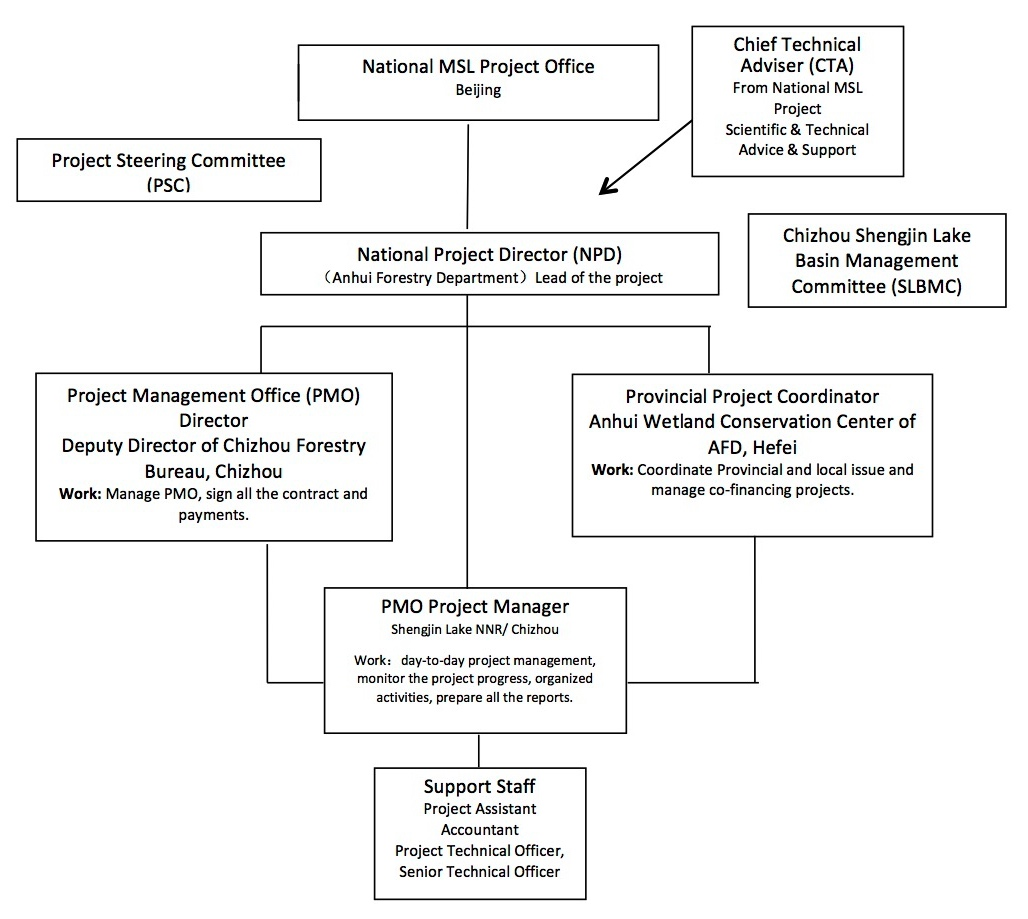 National MSL Project Office
Beijing
Chief Technical
Adviser (CTA)
From National MSL
Project
Scientific & Technical
Advice & Support
Project Steering Committee
(PSC)
National Project Director (NPD)
（Anhui Forestry Department）Lead of the project
Chizhou Shengjin Lake
Basin Management
Committee (SLBMC)
Project Management Office (PMO)
Director
Deputy Director of Chizhou Forestry
Bureau, Chizhou
Work: Manage PMO, sign all the contract and
payments.
Provincial Project Coordinator
Anhui Wetland Conservation Center of
AFD, Hefei
Work: Coordinate Provincial and local issue and
manage co-financing projects.
PMO Project Manager
Shengjin Lake NNR/ Chizhou
Work：day-to-day project management,
monitor the project progress, organized
activities, prepare all the reports.
Support Staff
Project Assistant
Accountant
Project Technical Officer,
Senior Technical Officer